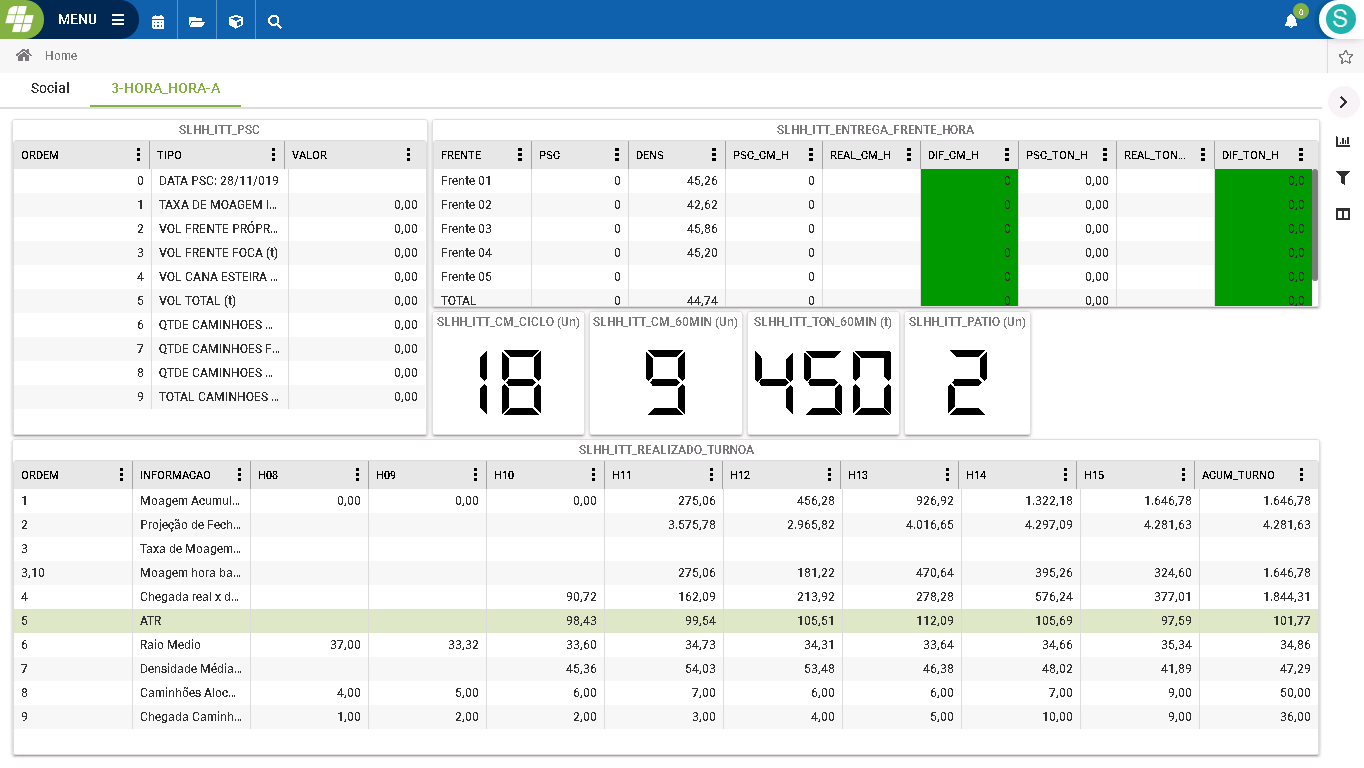 MENU
0
S
Home
Social 3-HORA_HORA-A
SLHH_ITT_PSC
ORDEM TIPO VALOR
0 DATA PSC: 28/11/019
1 TAXA DE MOAGEM I... 0,00
2 VOL FRENTE PRÓPR... 0,00
3 VOL FRENTE FOCA (t) 0,00
4 VOL CANA ESTEIRA ... 0,00
5 VOL TOTAL (t) 0,00
6 QTDE CAMINHOES ... 0,00
7 QTDE CAMINHOES F... 0,00
8 QTDE CAMINHOES ... 0,00
9 TOTAL CAMINHOES ... 0,00
SLHH_ITT_ENTREGA_FRENTE_HORA
FRENTE PSC DENS PSC_CM_H REAL_CM_H DIF_CM_H PSC_TON_H REAL_TON... DIF_TON_H
Frente 01 0 45,26 0 0 0,00 0,0
Frente 02 0 42,62 0 0 0,00 0,0
Frente 03 0 45,86 0 0 0,00 0,0
Frente 04 0 45,20 0 0 0,00 0,0
Frente 05 0 0 0,00 0,0
TOTAL 0 44,74 0 0 0,00 0,0
SLHH_ITT_CM_CICLO (Un) SLHH_ITT_CM_60MIN (Un) SLHH_ITT_TON_60MIN (t) SLHH_ITT_PATIO (Un)
18 9 450 2
SLHH_ITT_REALIZADO_TURNOA
ORDEM INFORMACAO H08 H09 H10 H11 H12 H13 H14 H15 ACUM_TURNO
1 Moagem Acumul... 0,00 0,00 0,00 275,06 456,28 926,92 1.322,18 1.646,78 1.646,78
2 Projeção de Fech... 3.575,78 2.965,82 4.016,65 4.297,09 4.281,63 4.281,63
3 Taxa de Moagem...
3,10 Moagem hora ba... 275,06 181,22 470,64 395,26 324,60 1.646,78
4 Chegada real x d... 90,72 162,09 213,92 278,28 576,24 377,01 1.844,31
5 ATR 98,43 99,54 105,51 112,09 105,69 97,59 101,77
6 Raio Medio 37,00 33,32 33,60 34,73 34,31 33,64 34,66 35,34 34,86
7 Densidade Média... 45,36 54,03 53,48 46,38 48,02 41,89 47,29
8 Caminhões Aloc... 4,00 5,00 6,00 7,00 6,00 6,00 7,00 9,00 50,00
9 Chegada Caminh... 1,00 2,00 2,00 3,00 4,00 5,00 10,00 9,00 36,00